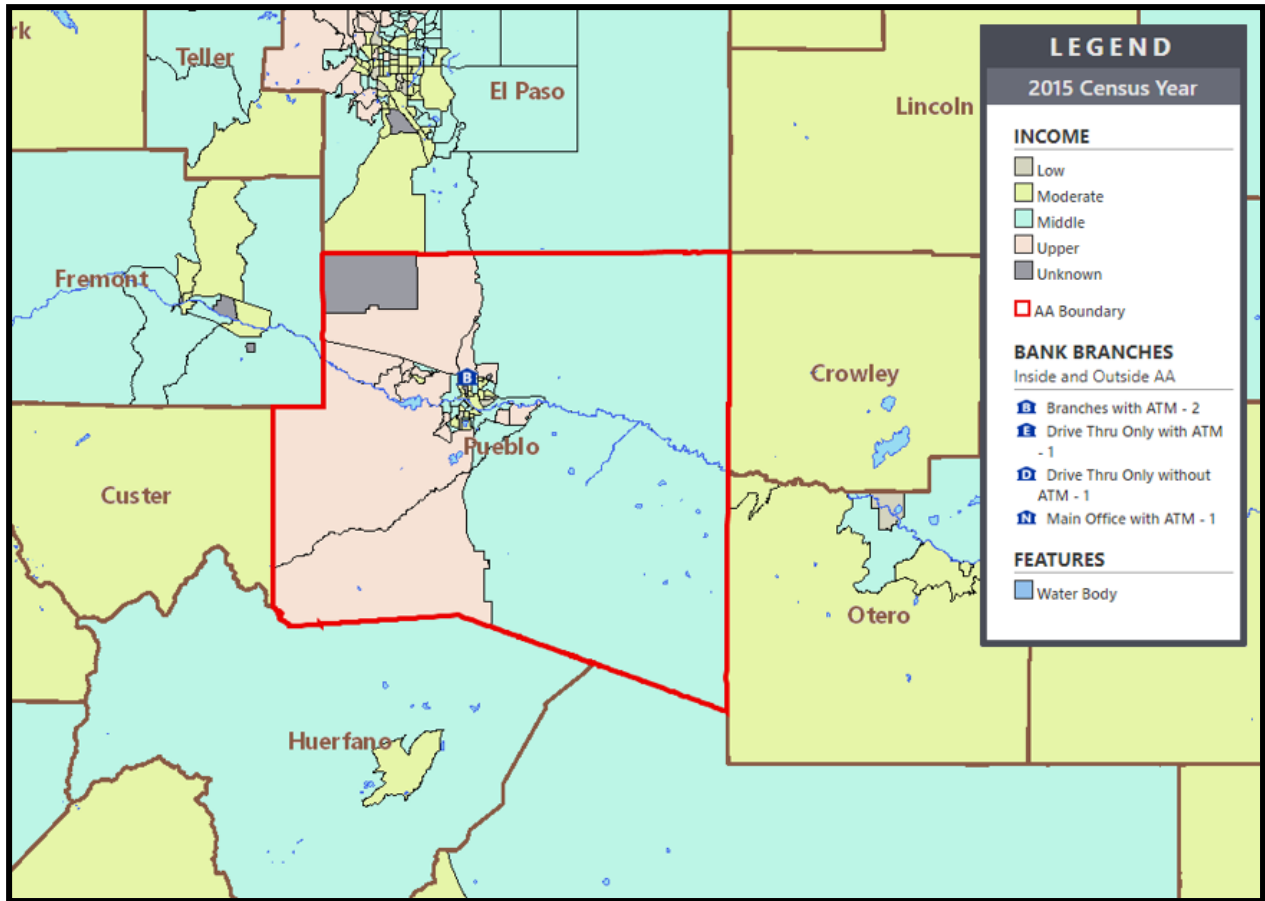 rk
Teller
El Paso
Lincoln
Fremont
Crowley
Pueblo
Custer
Otero
Huerfano
B
LEGEND
2015 Census Year
INCOME
Low
Moderate
Middle
Upper
Unknown
AA Boundary
BANK BRANCHES
Inside and Outside AA
B Branches with ATM - 2
E Drive Thru Only with ATM
- 1
D Drive Thru Only without
ATM - 1
N Main Office with ATM - 1
FEATURES
Water Body